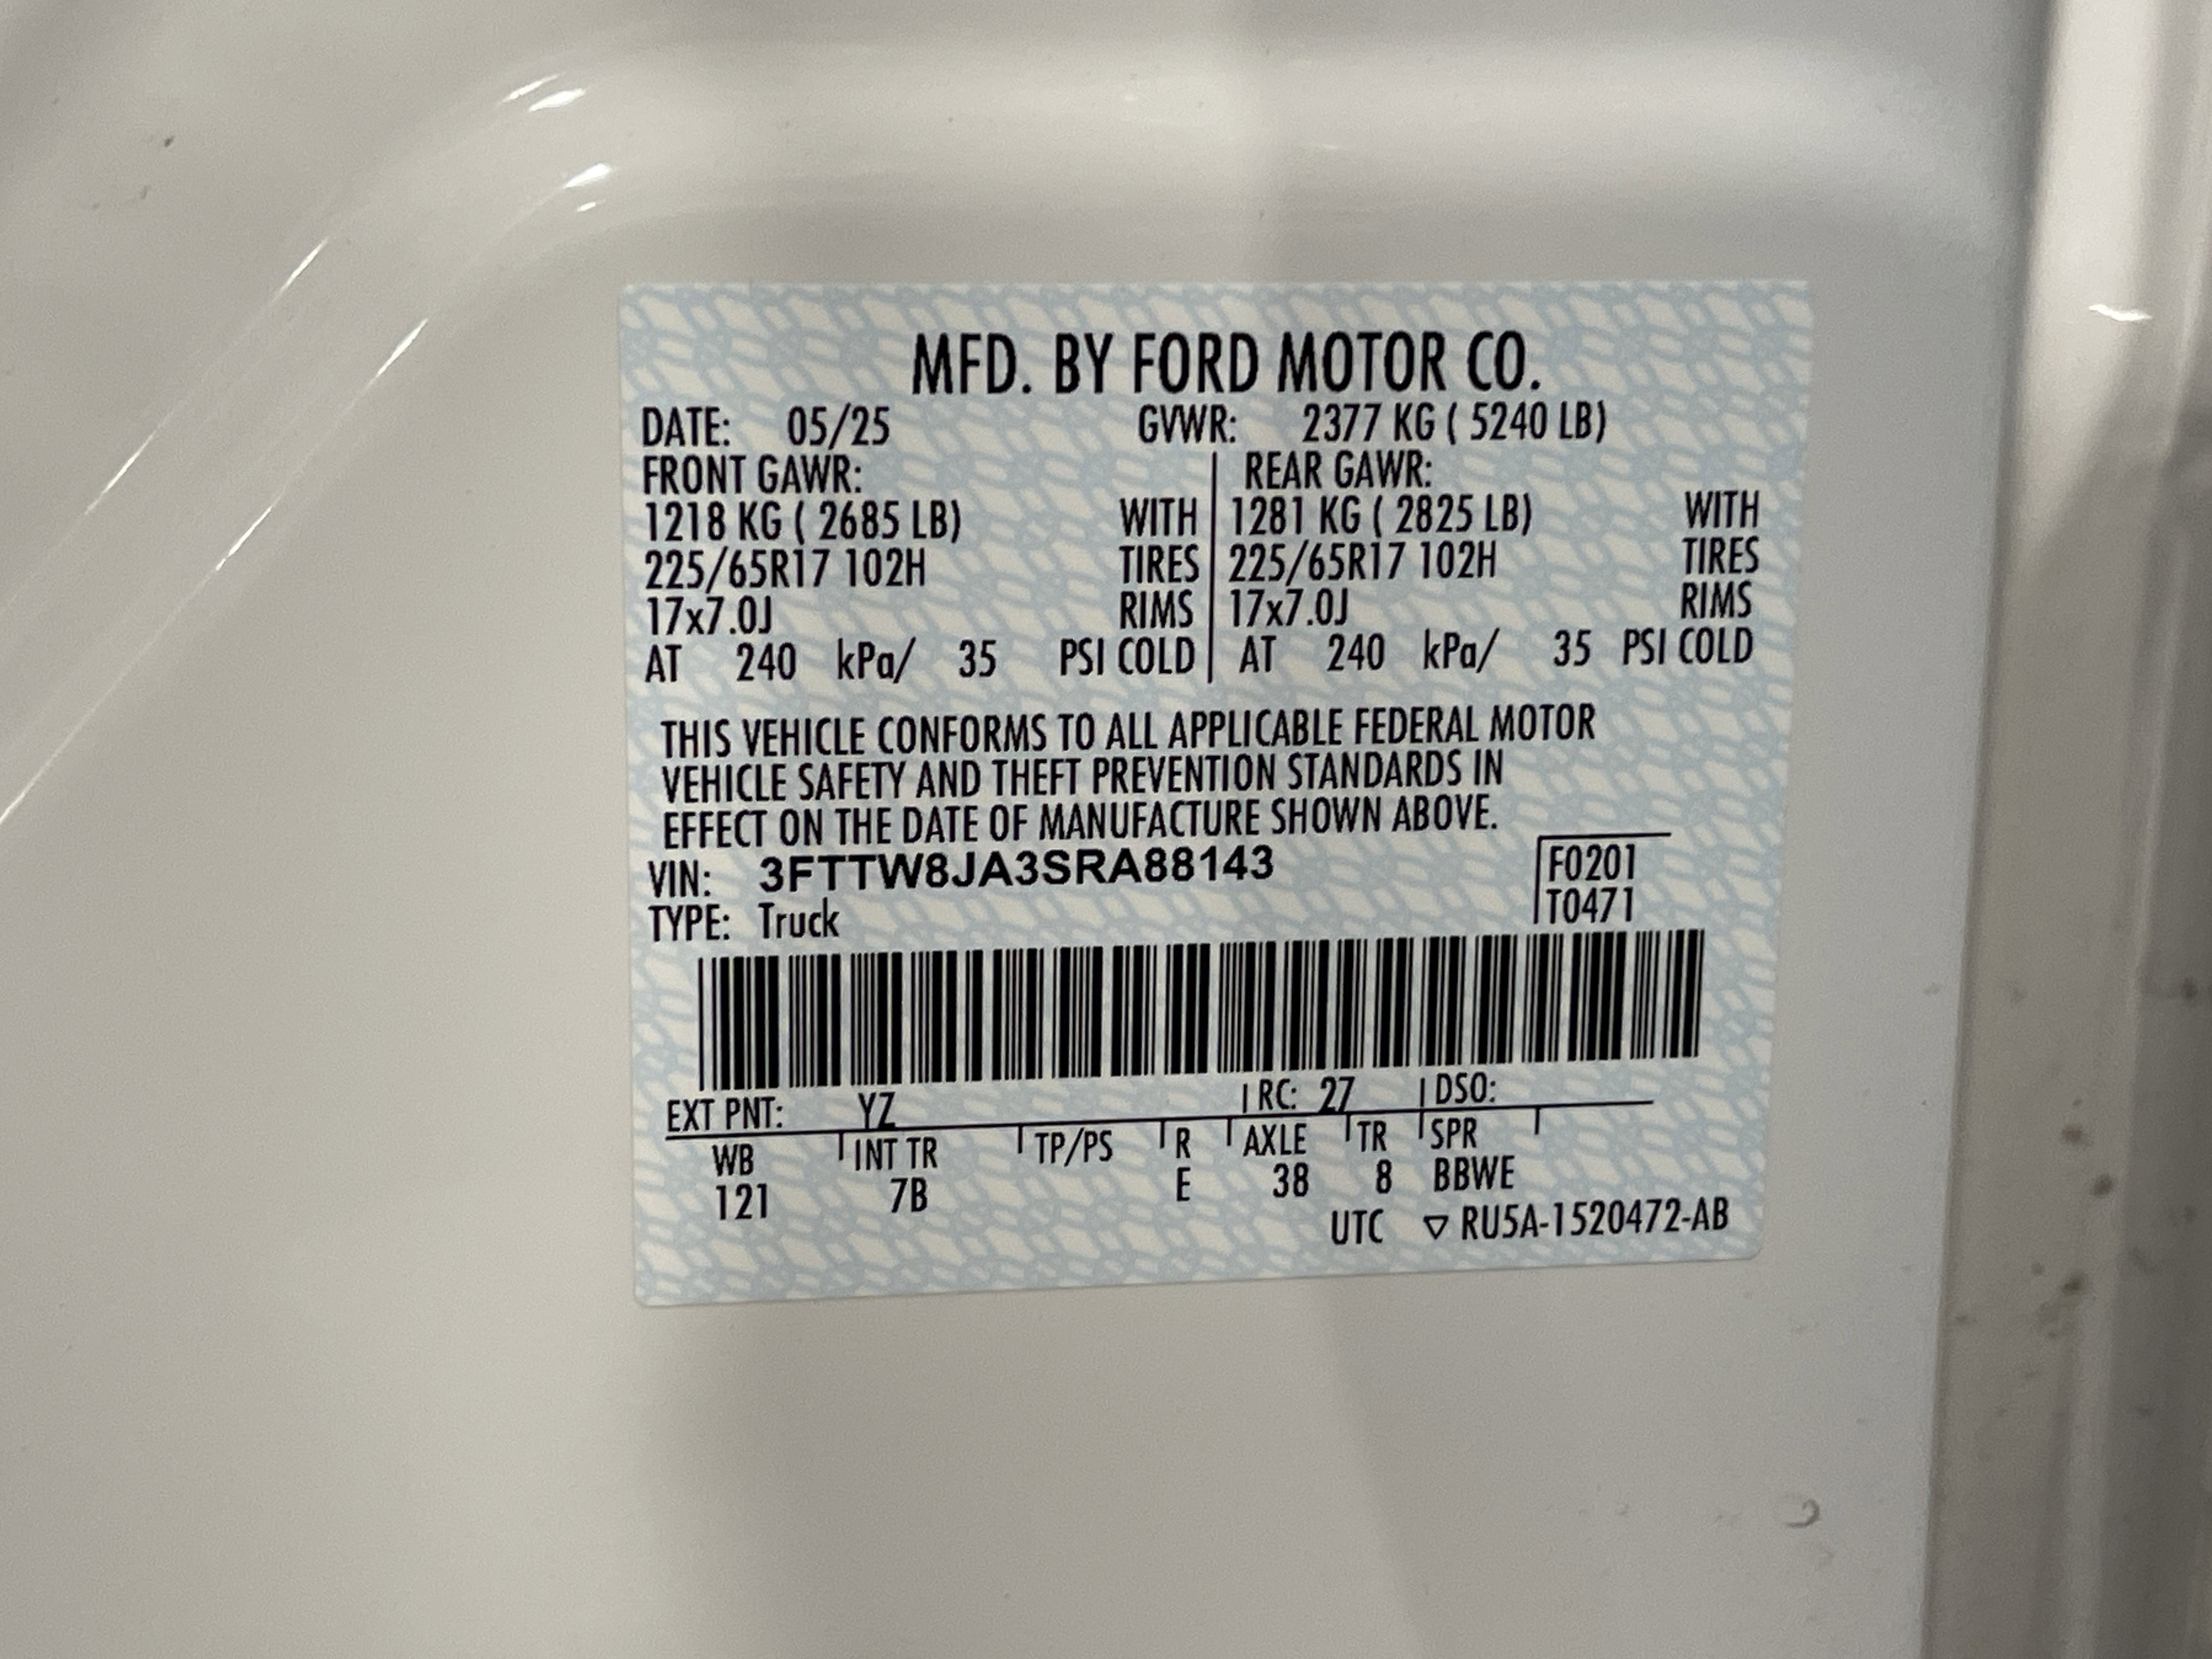 MFD. BY FORD MOTOR CO.
DATE: 05/25 GVWR: 2377 KG ( 5240 LB)
FRONT GAWR: REAR GAWR:
1218 KG ( 2685 LB) WITH 1281 KG ( 2825 LB) WITH
225/65R17 102H TIRES 225/65R17 102H TIRES
17x7.0J RIMS 17x7.0J RIMS
AT 240 kPa/ 35 PSI COLD AT 240 kPa/ 35 PSI COLD
THIS VEHICLE CONFORMS TO ALL APPLICABLE FEDERAL MOTOR
VEHICLE SAFETY AND THEFT PREVENTION STANDARDS IN
EFFECT ON THE DATE OF MANUFACTURE SHOWN ABOVE.
VIN: 3FTTW8JA3SRA88143 F0201
TYPE: Truck T0471
EXT PNT: YZ RC: 27 DSO:
WB INT TR TP/PS R AXLE TR SPR
121 7B E 38 8 BBWE
UTC ▽ RU5A-1520472-AB